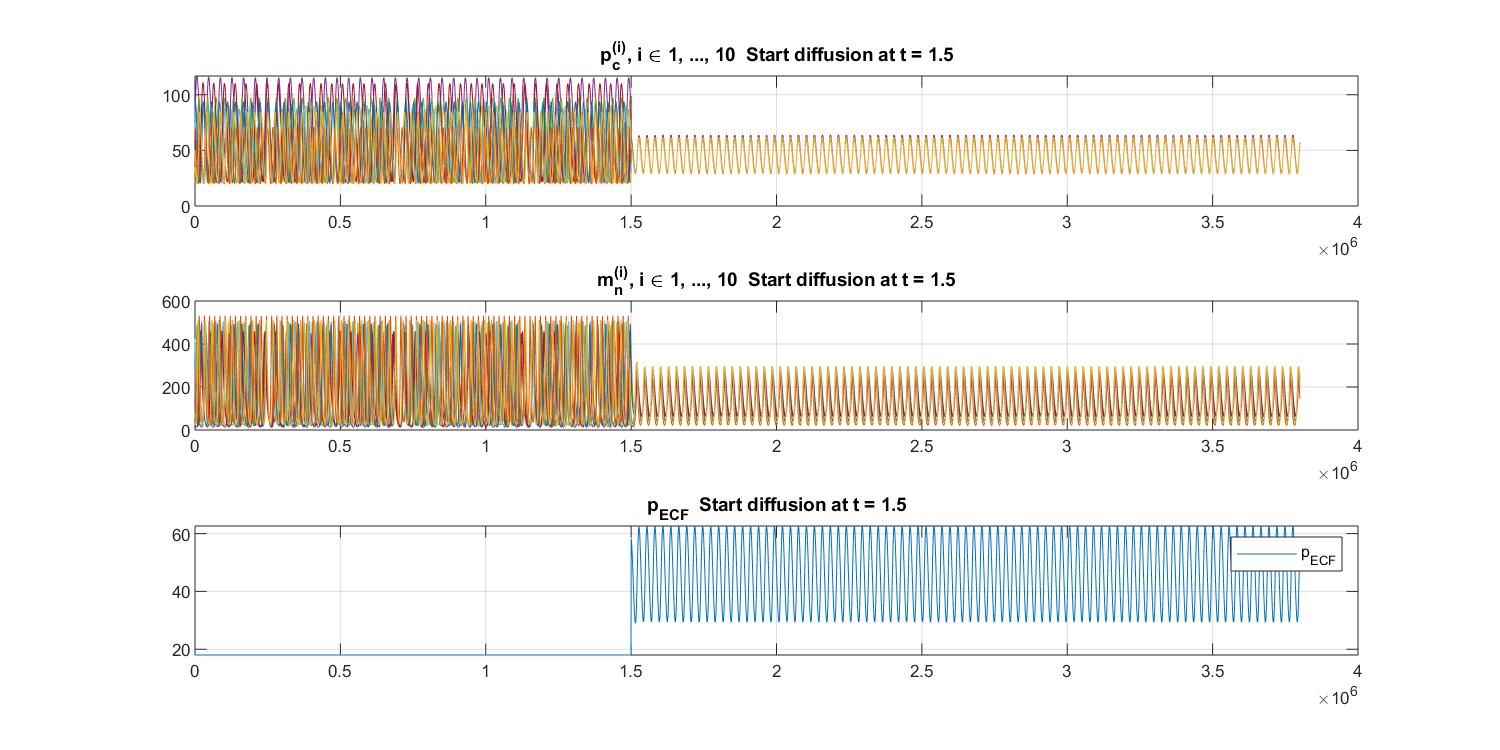 p_c^(i), i ∈ 1, ..., 10  Start diffusion at t = 1.5
100
50
0
0 0.5 1 1.5 2 2.5 3 3.5 4
×10^6
m_n^(i), i ∈ 1, ..., 10  Start diffusion at t = 1.5
600
400
200
0
0 0.5 1 1.5 2 2.5 3 3.5 4
×10^6
p_ECF  Start diffusion at t = 1.5
60
p_ECF
40
20
0 0.5 1 1.5 2 2.5 3 3.5 4
×10^6